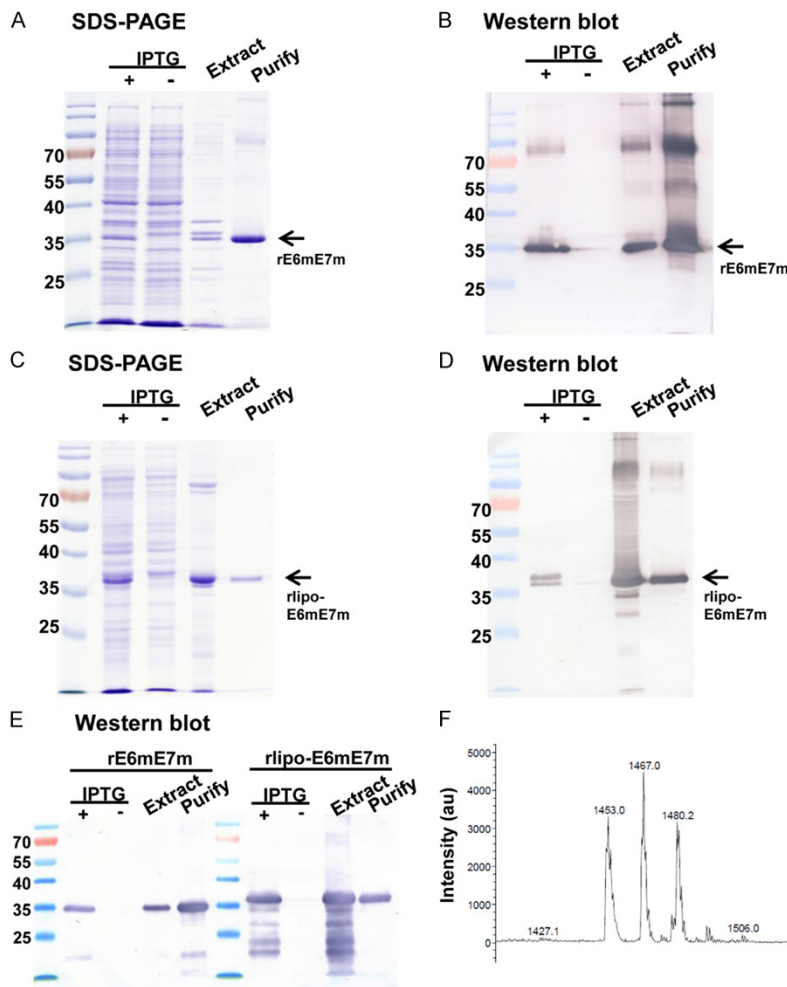 A SDS-PAGE
IPTG Extract Purify
+ -
70
55
40
35
25
rE6mE7m
B Western blot
IPTG Extract Purify
+ -
70
55
40
35
25
rE6mE7m
C SDS-PAGE
IPTG Extract Purify
+ -
70
55
40
35
25
rlipo-
E6mE7m
D Western blot
IPTG Extract Purify
+ -
70
55
40
35
25
rlipo-
E6mE7m
E Western blot
rE6mE7m rlipo-E6mE7m
IPTG Extract Purify IPTG Extract Purify
+ - + -
70
55
40
35
25
F
Intensity (au)
5000
4000
3000
2000
1000
0
1427.1
1453.0
1467.0
1480.2
1506.0